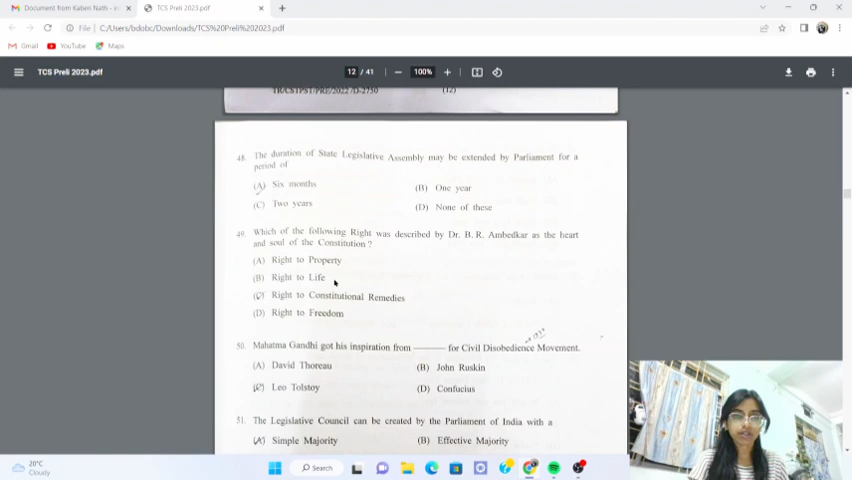 Document from Kaben Nath - in
TCS Preli 2023.pdf
File
C:/Users/bdobc/Downloads/TCS%20Preli%202023.pdf
Gmail
YouTube
Maps
TCS Preli 2023.pdf
12 / 41
100%
TR/CSTPST/PRE/2022 /D-2750
(12)
48. The duration of State Legislative Assembly may be extended by Parliament for a
period of
(A) Six months
(B) One year
(C) Two years
(D) None of these
49. Which of the following Right was described by Dr. B. R. Ambedkar as the heart
and soul of the Constitution ?
(A) Right to Property
(B) Right to Life
(C) Right to Constitutional Remedies
(D) Right to Freedom
50. Mahatma Gandhi got his inspiration from ——— for Civil Disobedience Movement.
(A) David Thoreau
(B) John Ruskin
(C) Leo Tolstoy
(D) Confucius
51. The Legislative Council can be created by the Parliament of India with a
(A) Simple Majority
(B) Effective Majority
20°C
Cloudy
Search